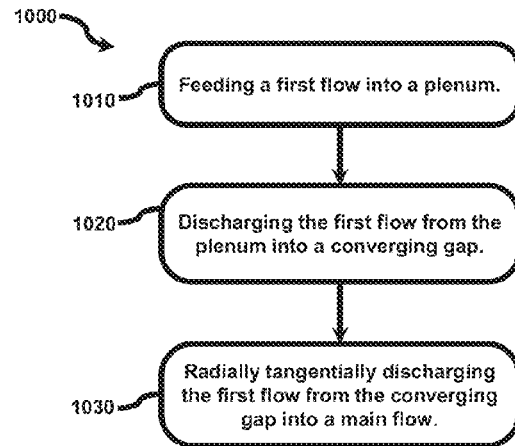 1000
1010
Feeding a first flow into a plenum.
1020
Discharging the first flow from the
plenum into a converging gap.
1030
Radially tangentially discharging
the first flow from the converging
gap into a main flow.